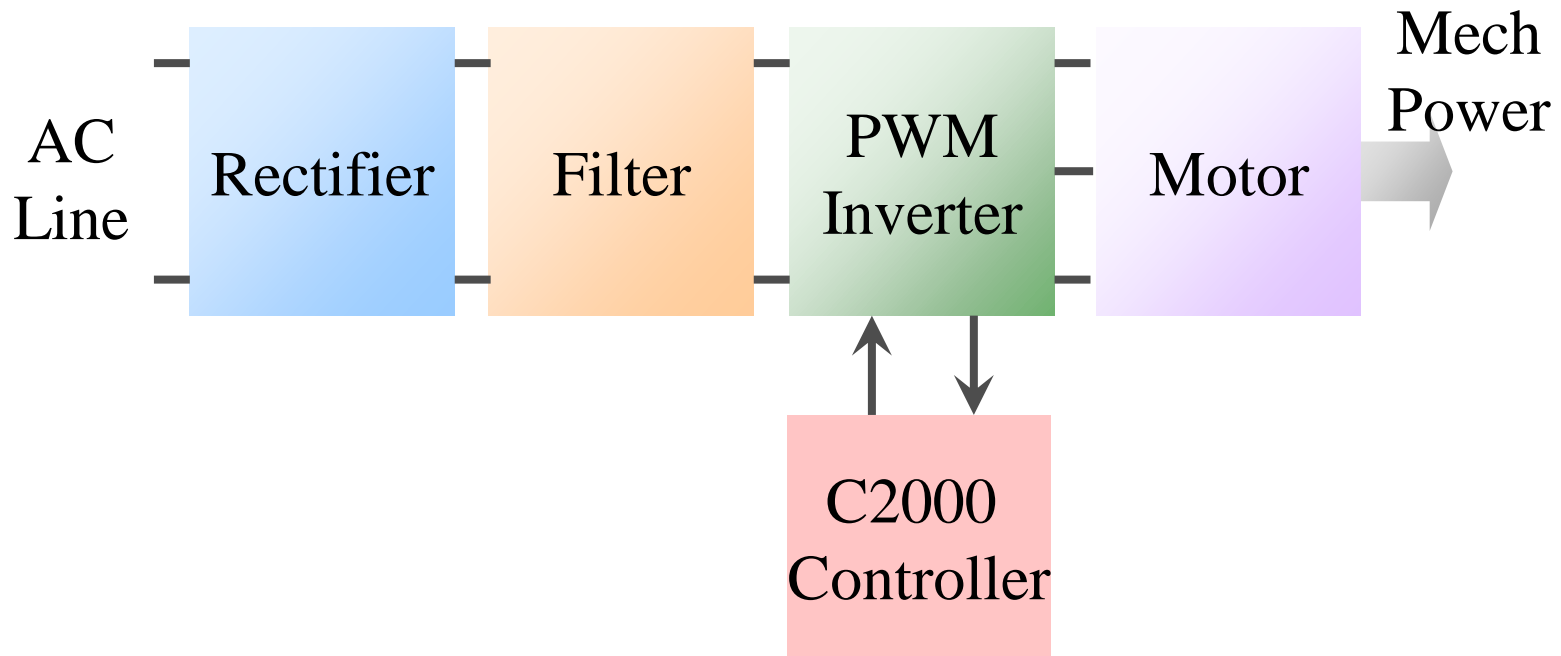 AC
Line
Rectifier
Filter
PWM
Inverter
Motor
Mech
Power
C2000
Controller